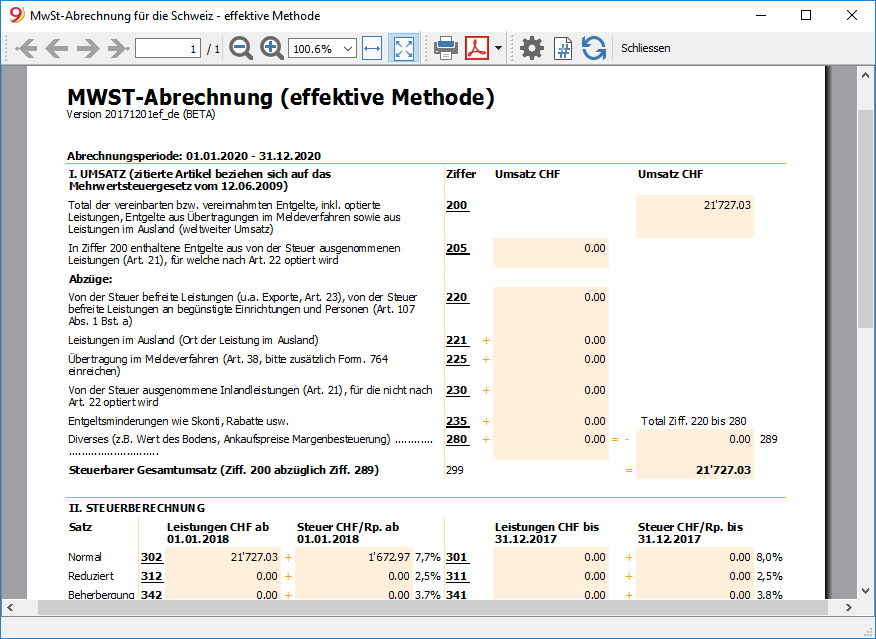 MwSt-Abrechnung für die Schweiz - effektive Methode
1 / 1 100.6% Schliessen
MWST-Abrechnung (effektive Methode)
Version 20171201ef_de (BETA)
Abrechnungsperiode: 01.01.2020 - 31.12.2020
I. UMSATZ (zitierte Artikel beziehen sich auf das Ziffer Umsatz CHF Umsatz CHF
Mehrwertsteuergesetz vom 12.06.2009)
Total der vereinbarten bzw. vereinnahmten Entgelte, inkl. optierte 200 21'727.03
Leistungen, Entgelte aus Übertragungen im Meldeverfahren sowie aus
Leistungen im Ausland (weltweiter Umsatz)
In Ziffer 200 enthaltene Entgelte aus von der Steuer ausgenommenen 205 0.00
Leistungen (Art. 21), für welche nach Art. 22 optiert wird
Abzüge:
Von der Steuer befreite Leistungen (u.a. Exporte, Art. 23), von der Steuer 220 0.00
befreite Leistungen an begünstigte Einrichtungen und Personen (Art. 107
Abs. 1 Bst. a)
Leistungen im Ausland (Ort der Leistung im Ausland) 221 + 0.00
Übertragung im Meldeverfahren (Art. 38, bitte zusätzlich Form. 764 225 + 0.00
einreichen)
Von der Steuer ausgenommene Inlandleistungen (Art. 21), für die nicht nach 230 + 0.00
Art. 22 optiert wird
Entgeltsminderungen wie Skonti, Rabatte usw. 235 + 0.00 Total Ziff. 220 bis 280
Diverses (z.B. Wert des Bodens, Ankaufspreise Margenbesteuerung) ............ 280 + 0.00 = - 0.00 289
...........................
Steuerbarer Gesamtumsatz (Ziff. 200 abzüglich Ziff. 289) 299 = 21'727.03
II. STEUERBERECHNUNG
Satz Leistungen CHF ab Steuer CHF/Rp. ab Leistungen CHF bis Steuer CHF/Rp. bis
01.01.2018 01.01.2018 31.12.2017 31.12.2017
Normal 302 21'727.03 + 1'672.97 7,7% 301 0.00 + 0.00 8,0%
Reduziert 312 0.00 + 0.00 2,5% 311 0.00 + 0.00 2,5%
Beherbergung 342 0.00 + 0.00 3.7% 341 0.00 + 0.00 3.8%